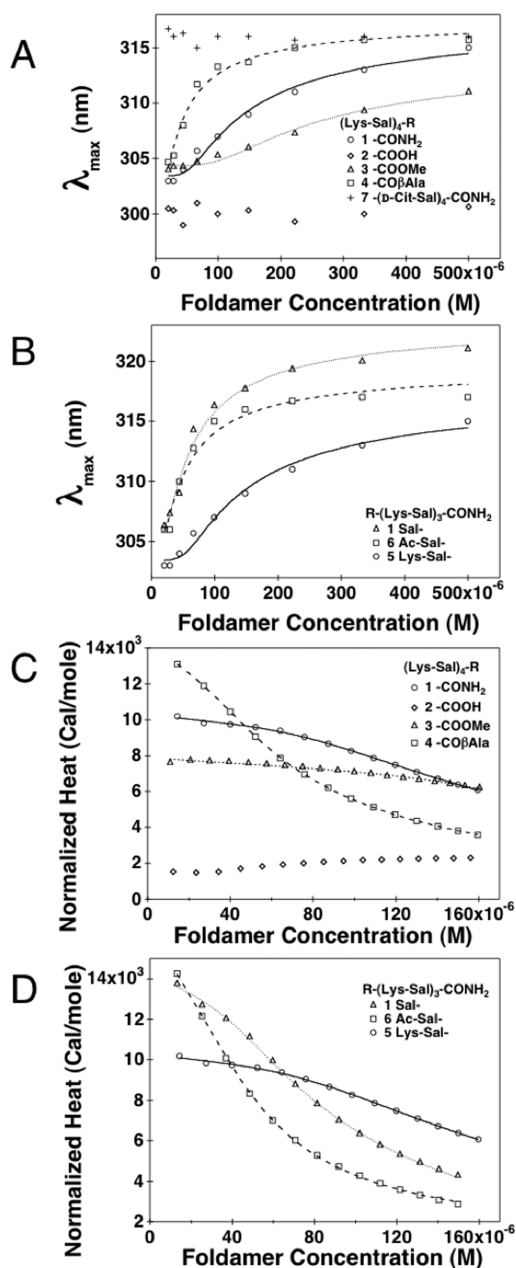 A
315
310
305
300
λmax (nm)
(Lys-Sal)4-R
1 -CONH2
2 -COOH
3 -COOMe
4 -COβAla
7 -(D-Cit-Sal)4-CONH2
0 100 200 300 400 500x10-6
Foldamer Concentration (M)
B
320
315
310
305
λmax (nm)
R-(Lys-Sal)3-CONH2
1 Sal-
6 Ac-Sal-
5 Lys-Sal-
0 100 200 300 400 500x10-6
Foldamer Concentration (M)
C
14x103
12
10
8
6
4
2
0
Normalized Heat (Cal/mole)
(Lys-Sal)4-R
1 -CONH2
2 -COOH
3 -COOMe
4 -COβAla
0 40 80 120 160x10-6
Foldamer Concentration (M)
D
14x103
12
10
8
6
4
2
Normalized Heat (Cal/mole)
R-(Lys-Sal)3-CONH2
1 Sal-
6 Ac-Sal-
5 Lys-Sal-
0 40 80 120 160x10-6
Foldamer Concentration (M)